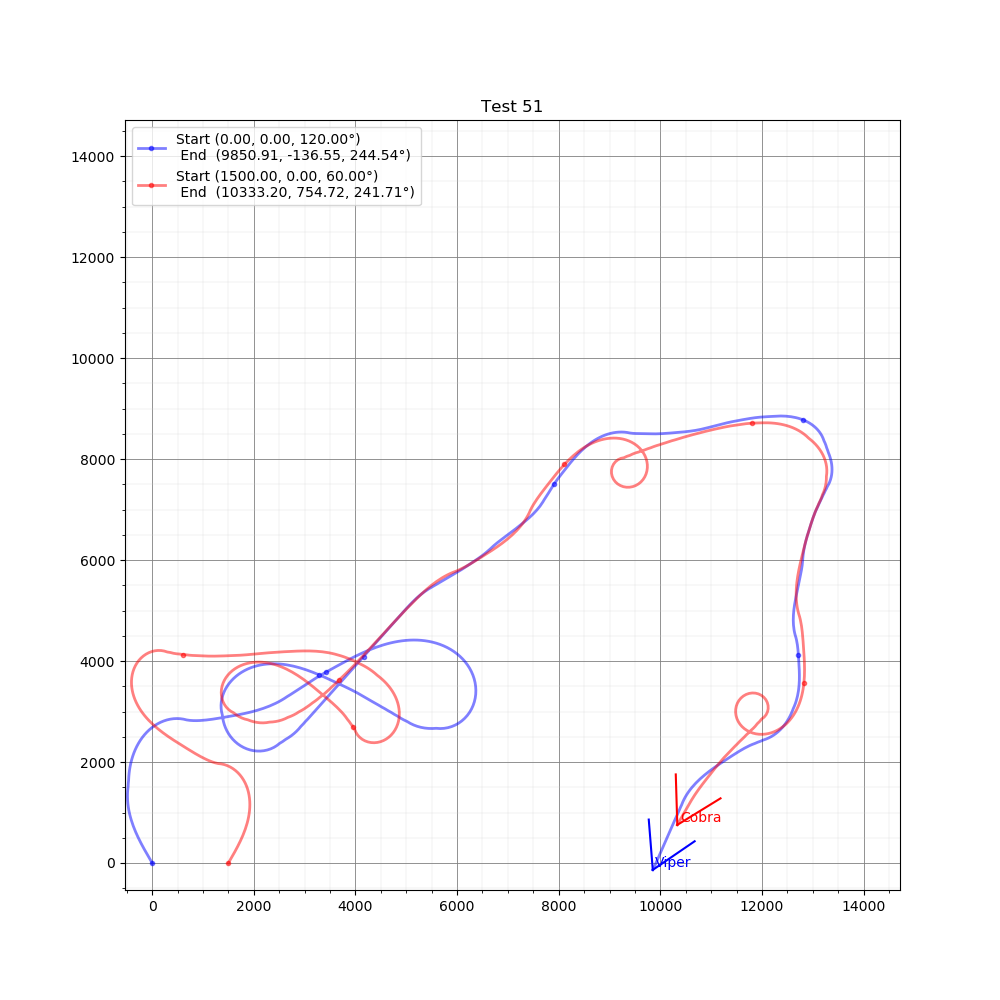 Test 51
Start (0.00, 0.00, 120.00°)
End  (9850.91, -136.55, 244.54°)
Start (1500.00, 0.00, 60.00°)
End  (10333.20, 754.72, 241.71°)
14000
12000
10000
8000
6000
4000
2000
0
Cobra
Viper
0 2000 4000 6000 8000 10000 12000 14000